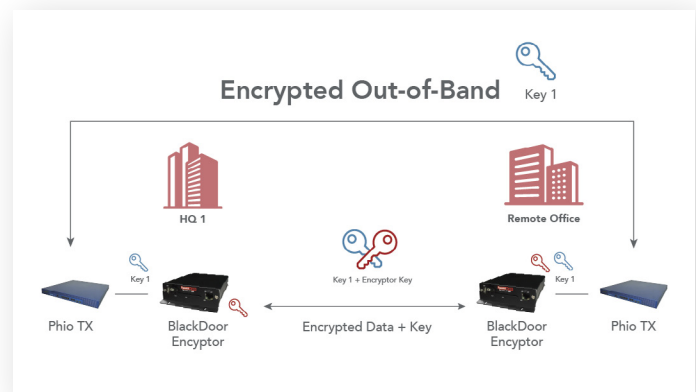 Encrypted Out-of-Band
Key 1
HQ 1
Remote Office
Key 1
Key 1 + Encryptor Key
Key 1
Phio TX
BlackDoor
Encyptor
Encrypted Data + Key
BlackDoor
Encyptor
Phio TX